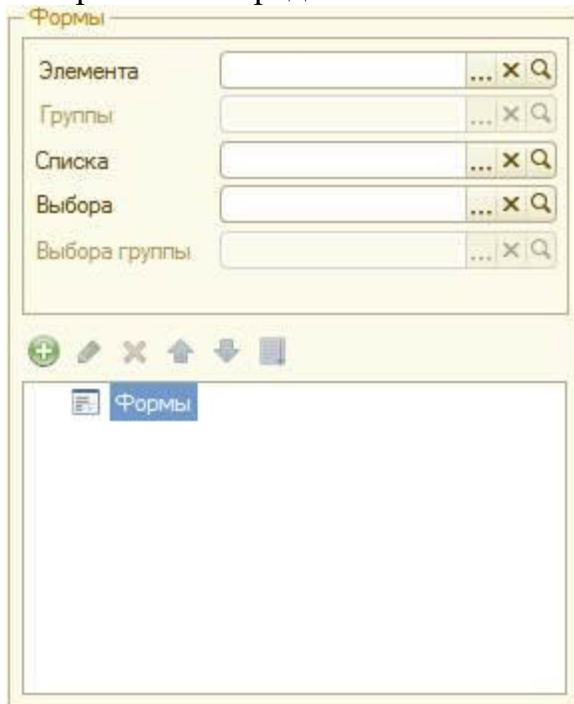 Формы
Элемента
...
Группы
...
Списка
...
Выбора
...
Выбора группы
...
Формы